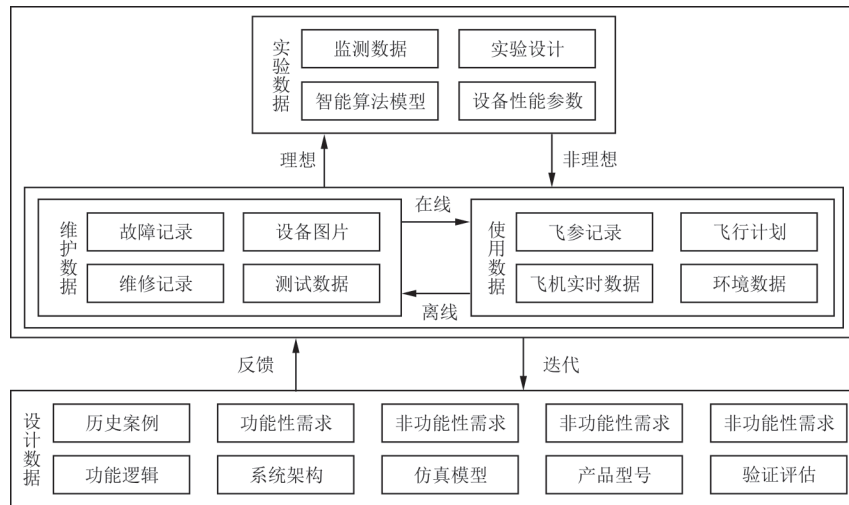 实验数据
监测数据
实验设计
智能算法模型
设备性能参数
理想
非理想
维护数据
故障记录
设备图片
维修记录
测试数据
在线
离线
使用数据
飞参记录
飞行计划
飞机实时数据
环境数据
反馈
迭代
设计数据
历史案例
功能性需求
非功能性需求
非功能性需求
非功能性需求
功能逻辑
系统架构
仿真模型
产品型号
验证评估